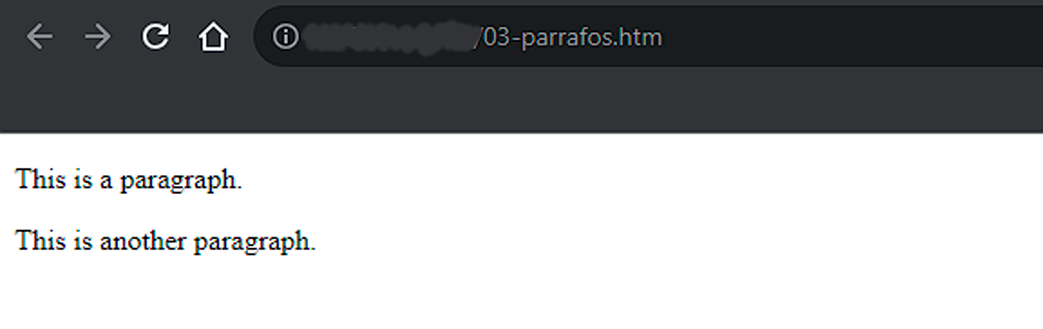 /03-parrafos.htm
This is a paragraph.
This is another paragraph.